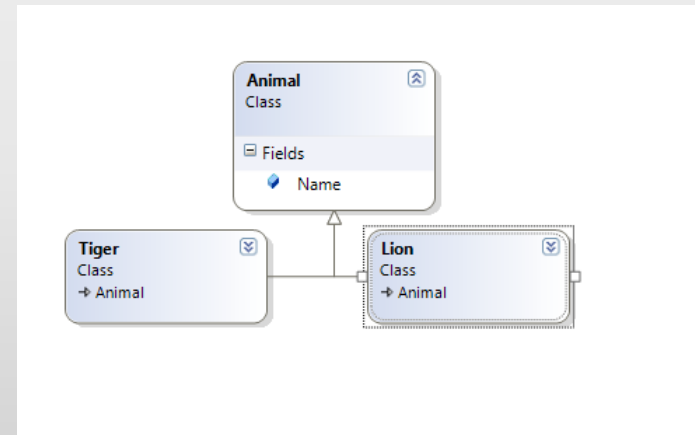 Animal
Class
Fields
Name
Tiger
Class
Animal
Lion
Class
Animal